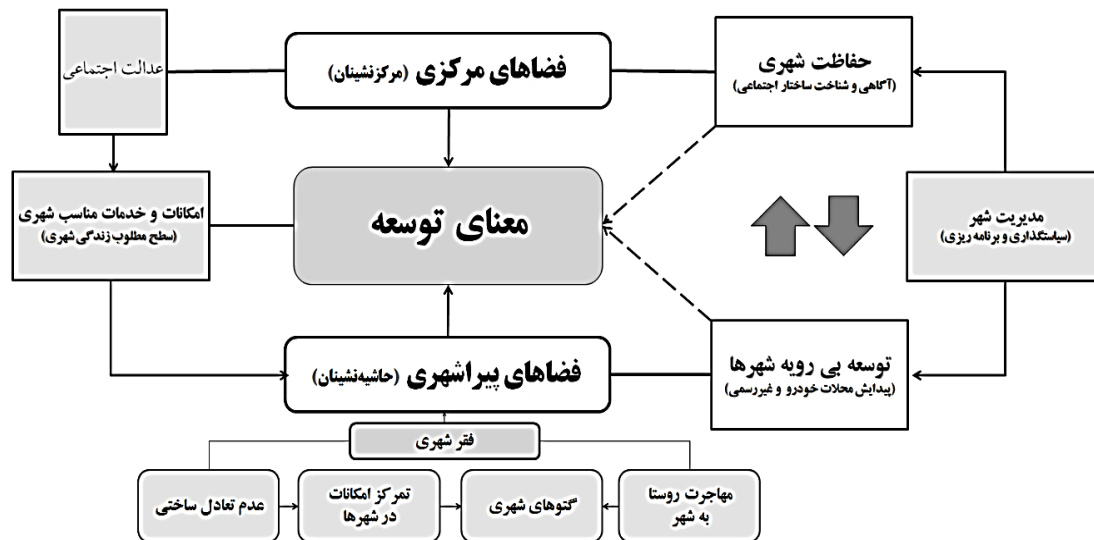 عدالت اجتماعی
فضاهای مرکزی (مرکزنشینان)
حفاظت شهری
(آگاهی و شناخت ساختار اجتماعی)
امکانات و خدمات مناسب شهری
(سطح مطلوب زندگی شهری)
معنای توسعه
مدیریت شهر
(سیاستگذاری و برنامه ریزی)
فضاهای پیراشهری (حاشیه‌نشینان)
توسعه بی رویه شهرها
(پیدایش محلات خودرو و غیررسمی)
فقر شهری
مهاجرت روستا
به شهر
گتوهای شهری
تمرکز امکانات
در شهرها
عدم تعادل ساختی